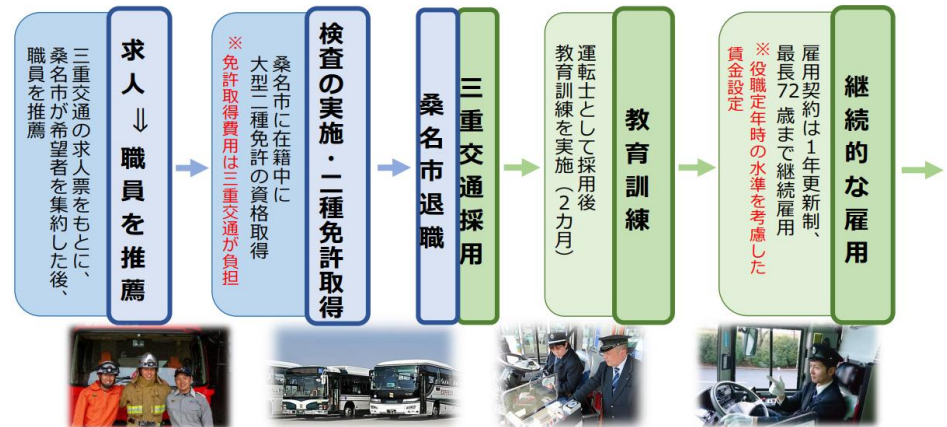 求人⇒職員を推薦
三重交通の求人票をもとに、
桑名市が希望者を集約した後、
職員を推薦
検査の実施・二種免許取得
桑名市に在籍中に
大型二種免許の資格取得
※免許取得費用は三重交通が負担
桑名市退職
三重交通採用
教育訓練
運転士として採用後
教育訓練を実施（2カ月）
継続的な雇用
雇用契約は1年更新制、
最長72歳まで継続雇用
※役職定年時の水準を考慮した
賃金設定